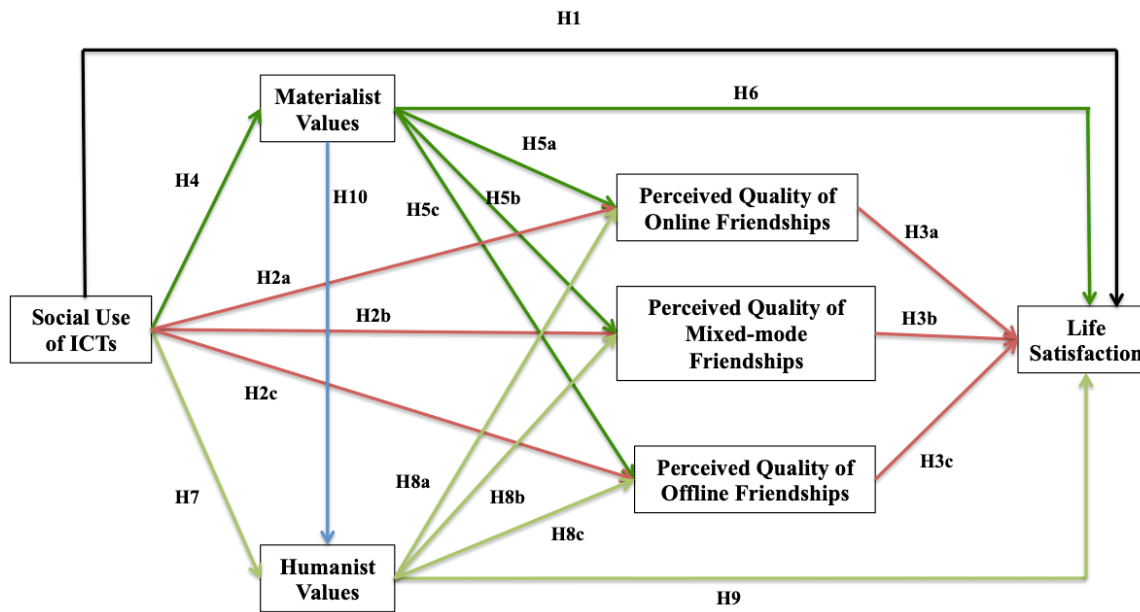 H1
Materialist
Values
H6
H5a
H4
H10
H5b
H5c
Perceived Quality of
Online Friendships
H3a
H2a
Social Use
of ICTs
H2b
Perceived Quality of
Mixed-mode
Friendships
H3b
Life
Satisfaction
H2c
H7
H8a
H8b
H8c
Perceived Quality of
Offline Friendships
H3c
Humanist
Values
H9